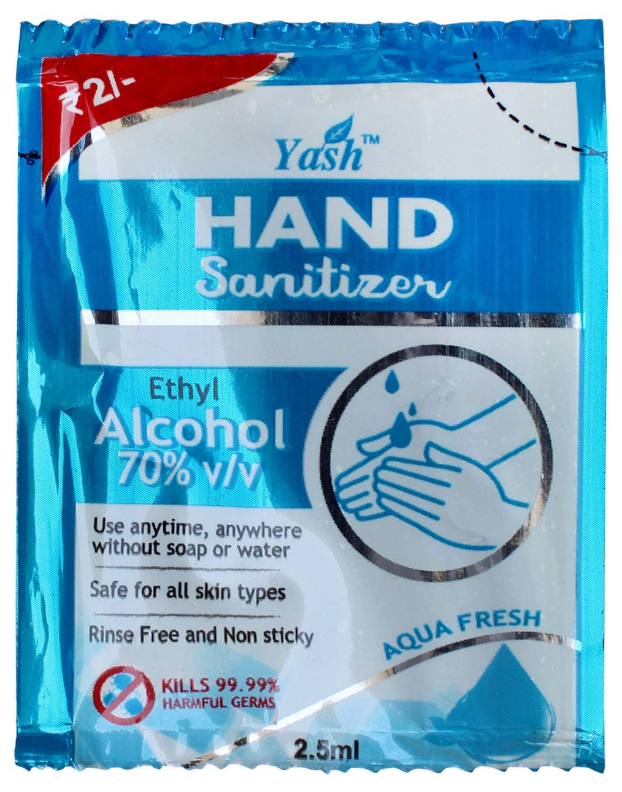 ₹2/-
Yash™
HAND
Sanitizer
Ethyl
Alcohol
70% v/v
Use anytime, anywhere
without soap or water
Safe for all skin types
Rinse Free and Non sticky
AQUA FRESH
KILLS 99.99%
HARMFUL GERMS
2.5ml